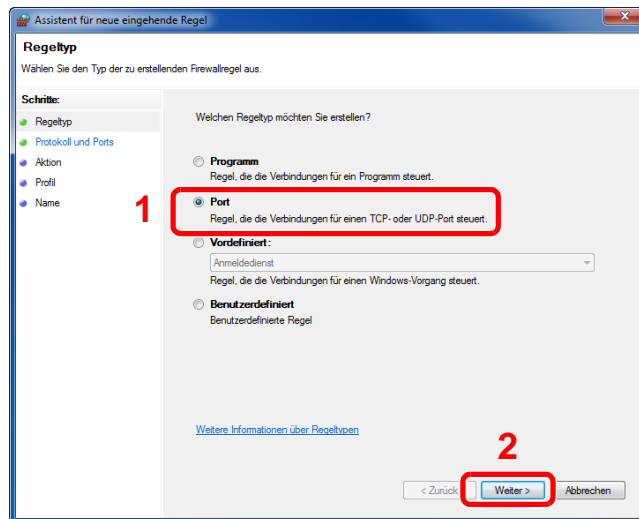 Assistent für neue eingehende Regel
Regeltyp
Wählen Sie den Typ der zu erstellenden Firewallregel aus.
Schritte:
Regeltyp
Protokoll und Ports
Aktion
Profil
Name
Welchen Regeltyp möchten Sie erstellen?
Programm
Regel, die die Verbindungen für ein Programm steuert.
1
Port
Regel, die die Verbindungen für einen TCP- oder UDP-Port steuert.
Vordefiniert:
Anmeldedienst
Regel, die die Verbindungen für einen Windows-Vorgang steuert.
Benutzerdefiniert
Benutzerdefinierte Regel
Weitere Informationen über Regeltypen
2
< Zurück
Weiter >
Abbrechen